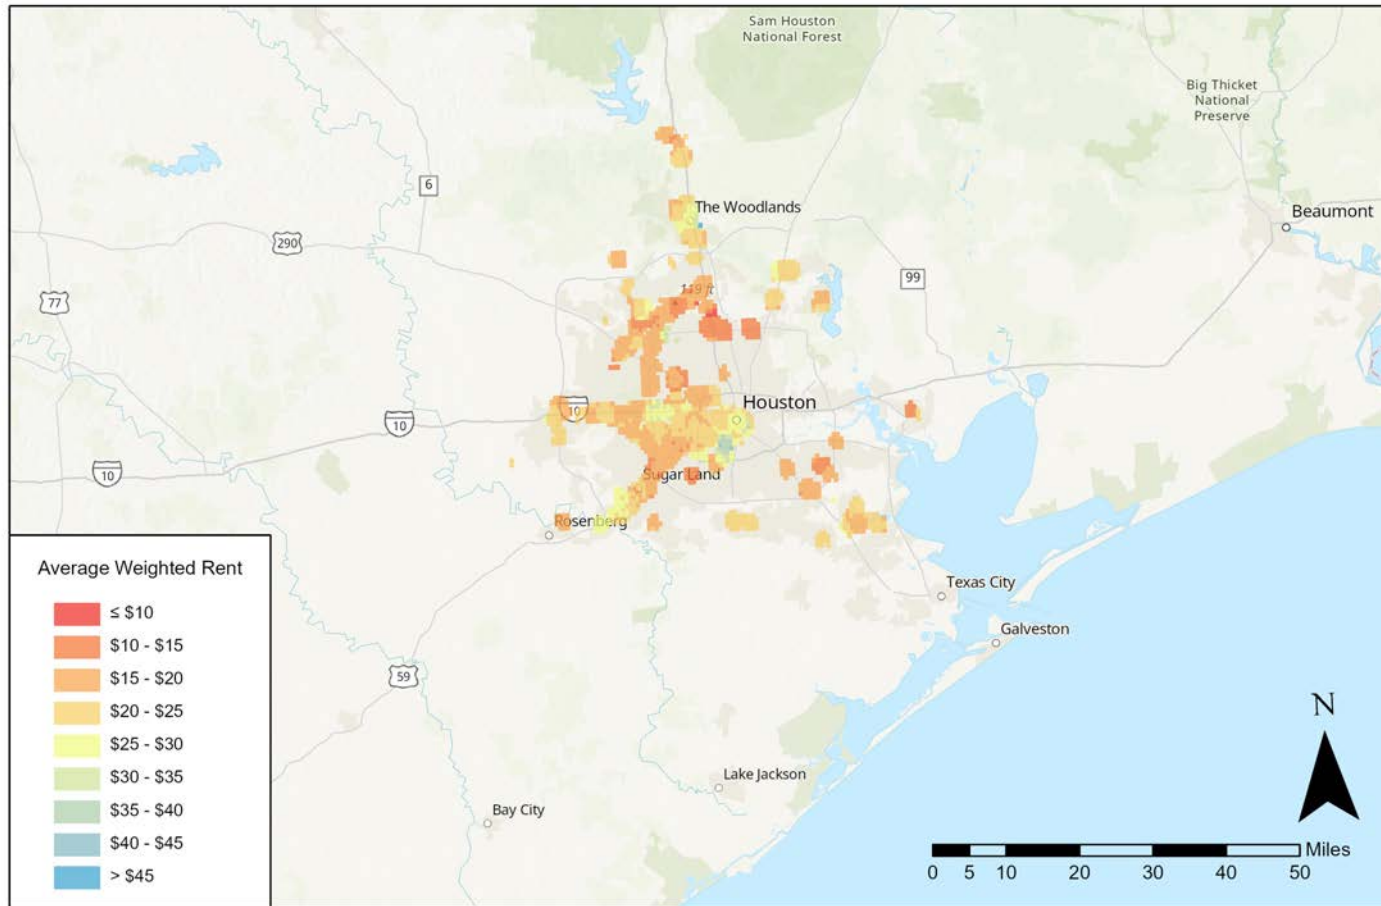 Sam Houston
National Forest
Big Thicket
National
Preserve
6
The Woodlands
Beaumont
290
99
77
119 ft
Houston
10
10
10
Sugar Land
Rosenberg
Texas City
Galveston
59
Lake Jackson
Bay City
Average Weighted Rent
≤ $10
$10 - $15
$15 - $20
$20 - $25
$25 - $30
$30 - $35
$35 - $40
$40 - $45
> $45
N
Miles
0 5 10 20 30 40 50